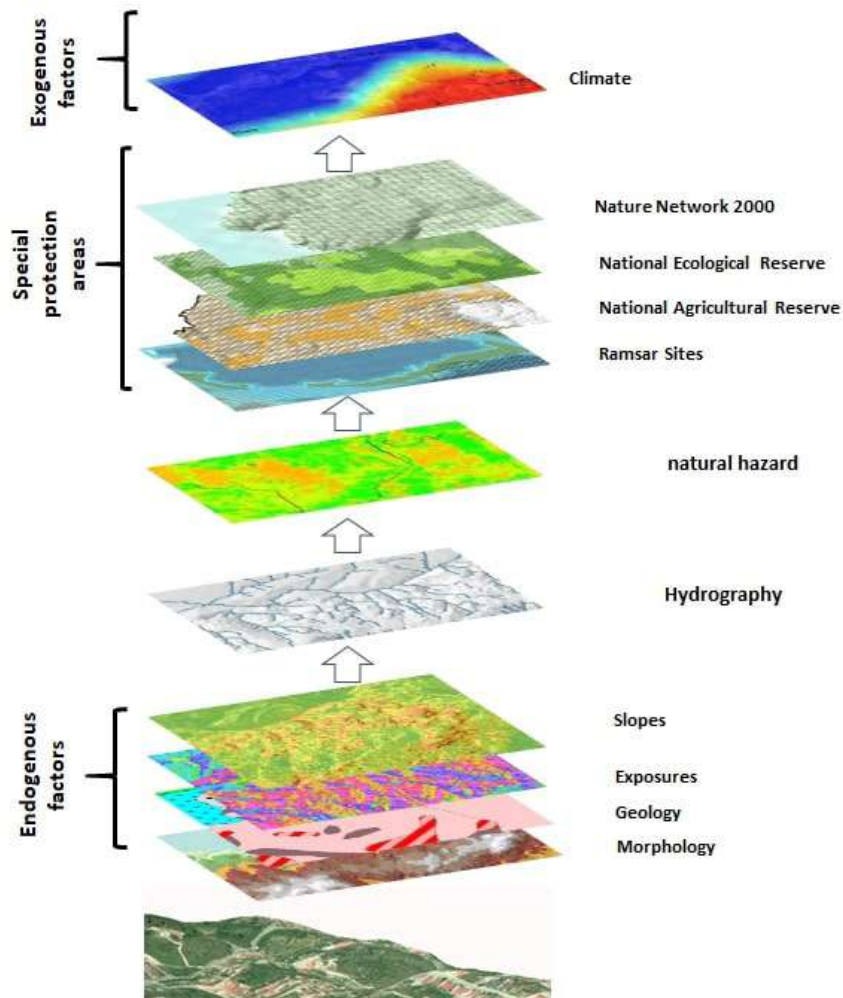 Exogenous
factors
Climate
Special
protection
areas
Nature Network 2000
National Ecological Reserve
National Agricultural Reserve
Ramsar Sites
natural hazard
Hydrography
Endogenous
factors
Slopes
Exposures
Geology
Morphology